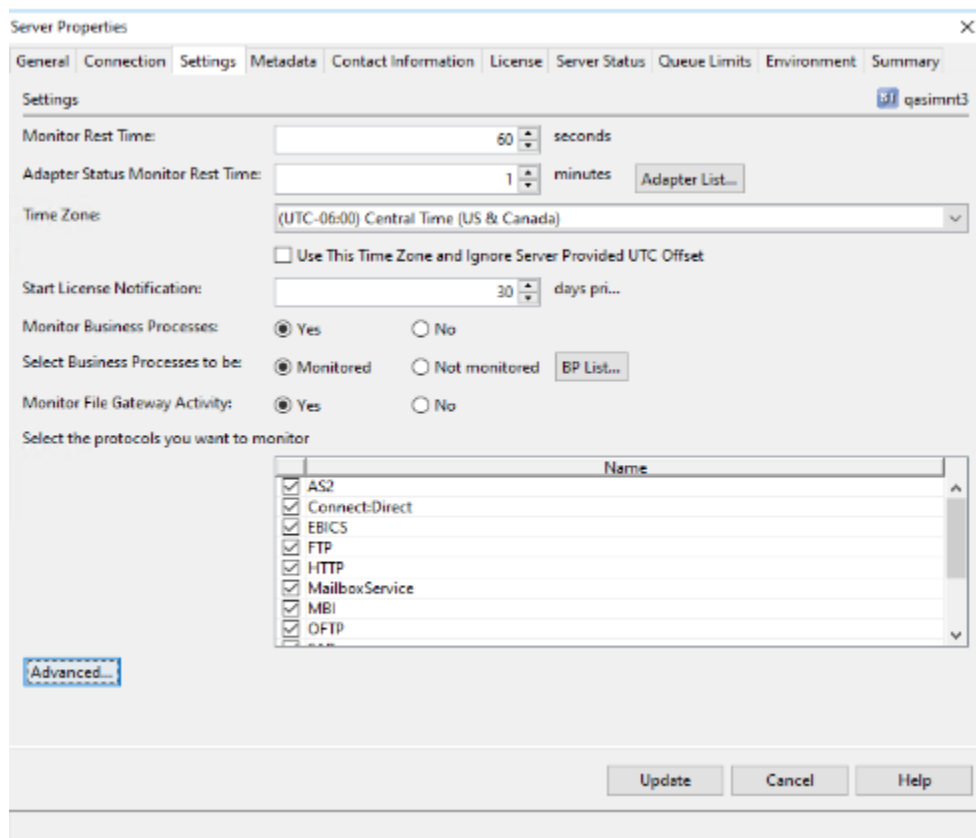 Server Properties
General Connection Settings Metadata Contact Information License Server Status Queue Limits Environment Summary
Settings qasimnt3
Monitor Rest Time: 60 seconds
Adapter Status Monitor Rest Time: 1 minutes Adapter List...
Time Zone: (UTC-06:00) Central Time (US & Canada)
Use This Time Zone and Ignore Server Provided UTC Offset
Start License Notification: 30 days pri...
Monitor Business Processes: Yes No
Select Business Processes to be: Monitored Not monitored BP List...
Monitor File Gateway Activity: Yes No
Select the protocols you want to monitor
Name
AS2
Connect:Direct
EBICS
FTP
HTTP
MailboxService
MBI
OFTP
Advanced...
Update Cancel Help